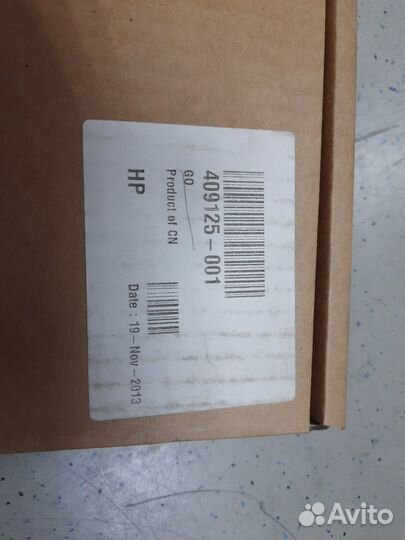 409125-001
GO
Product of CN
HP
Date : 19-Nov-2013
Avito